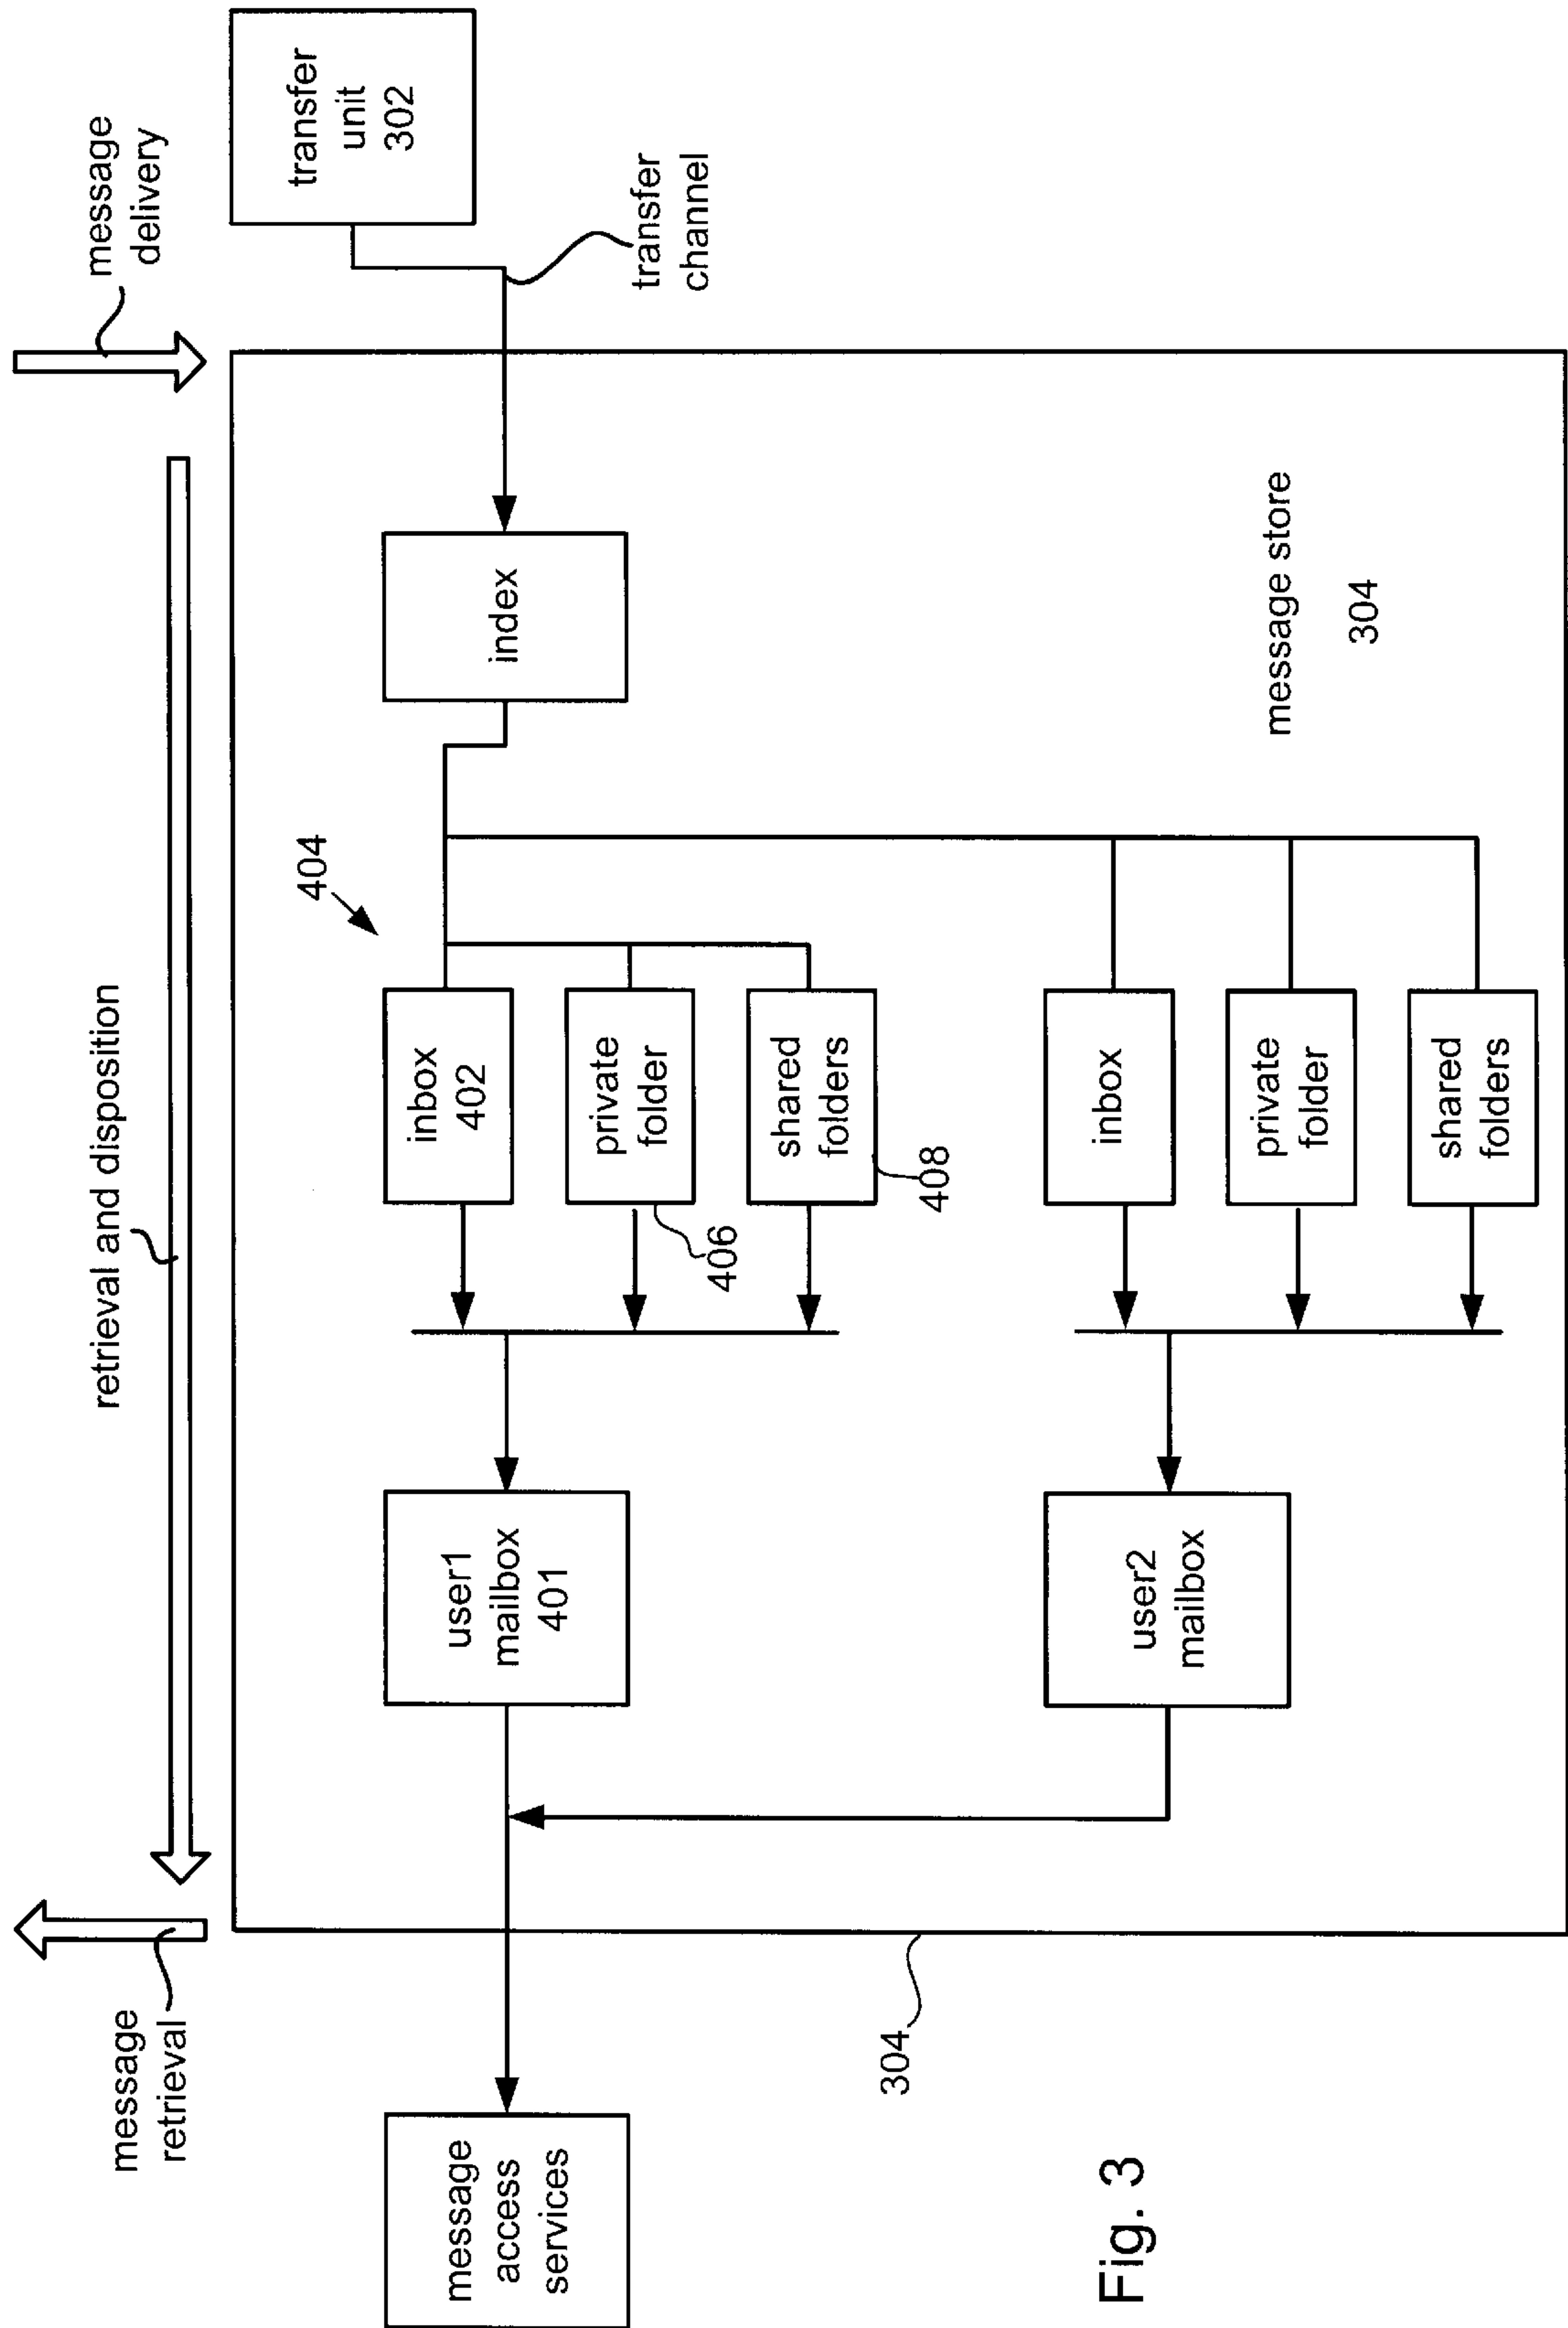 message
retrieval
retrieval and disposition
message
delivery
message
access
services
user1
mailbox
401
inbox
402
404
index
transfer
unit
302
private
folder
406
shared
folders
408
transfer
channel
304
user2
mailbox
inbox
private
folder
shared
folders
message store
304
Fig. 3